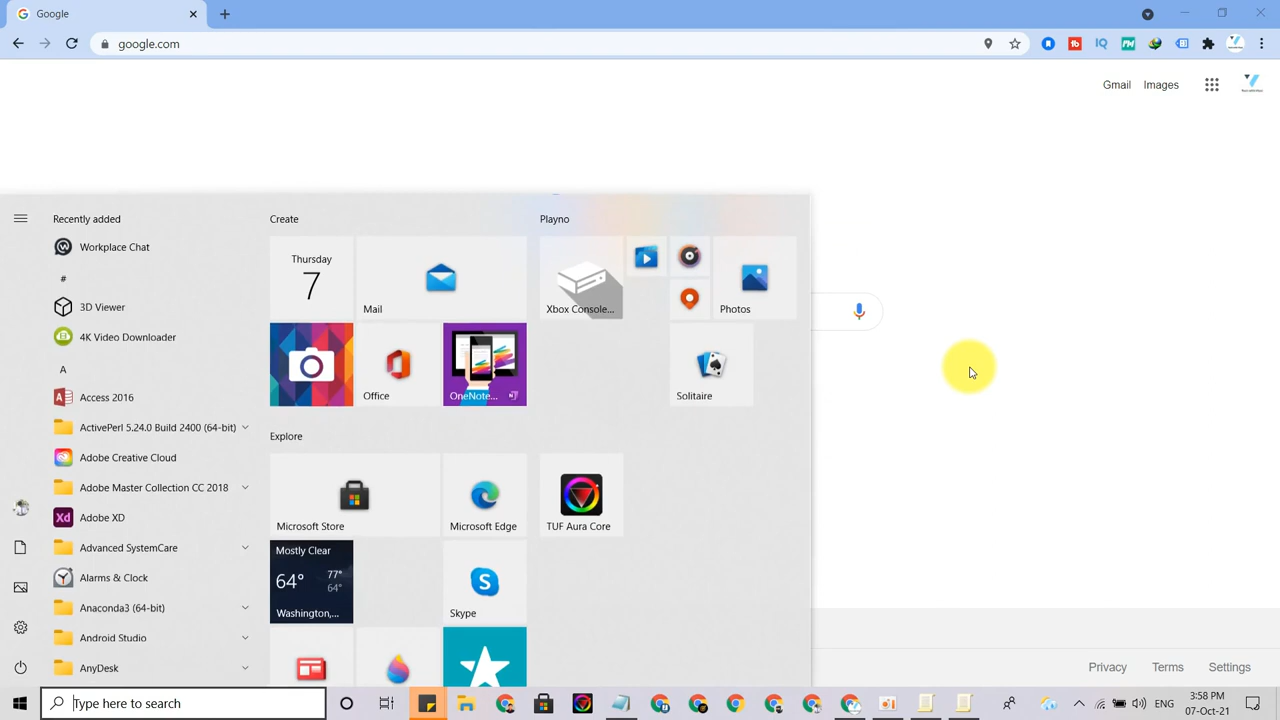 Google
google.com
Gmail Images
Recently added
Workplace Chat
#
3D Viewer
4K Video Downloader
A
Access 2016
ActivePerl 5.24.0 Build 2400 (64-bit)
Adobe Creative Cloud
Adobe Master Collection CC 2018
Xd Adobe XD
Advanced SystemCare
Alarms & Clock
Anaconda3 (64-bit)
Android Studio
AnyDesk
Create
Thursday
7
Mail
Office
OneNote...
Explore
Microsoft Store
Microsoft Edge
Mostly Clear
64° 77°
64°
Washington,...
Skype
Playno
Xbox Console...
Photos
Solitaire
TUF Aura Core
Privacy Terms Settings
Type here to search
ENG
3:58 PM
07-Oct-21